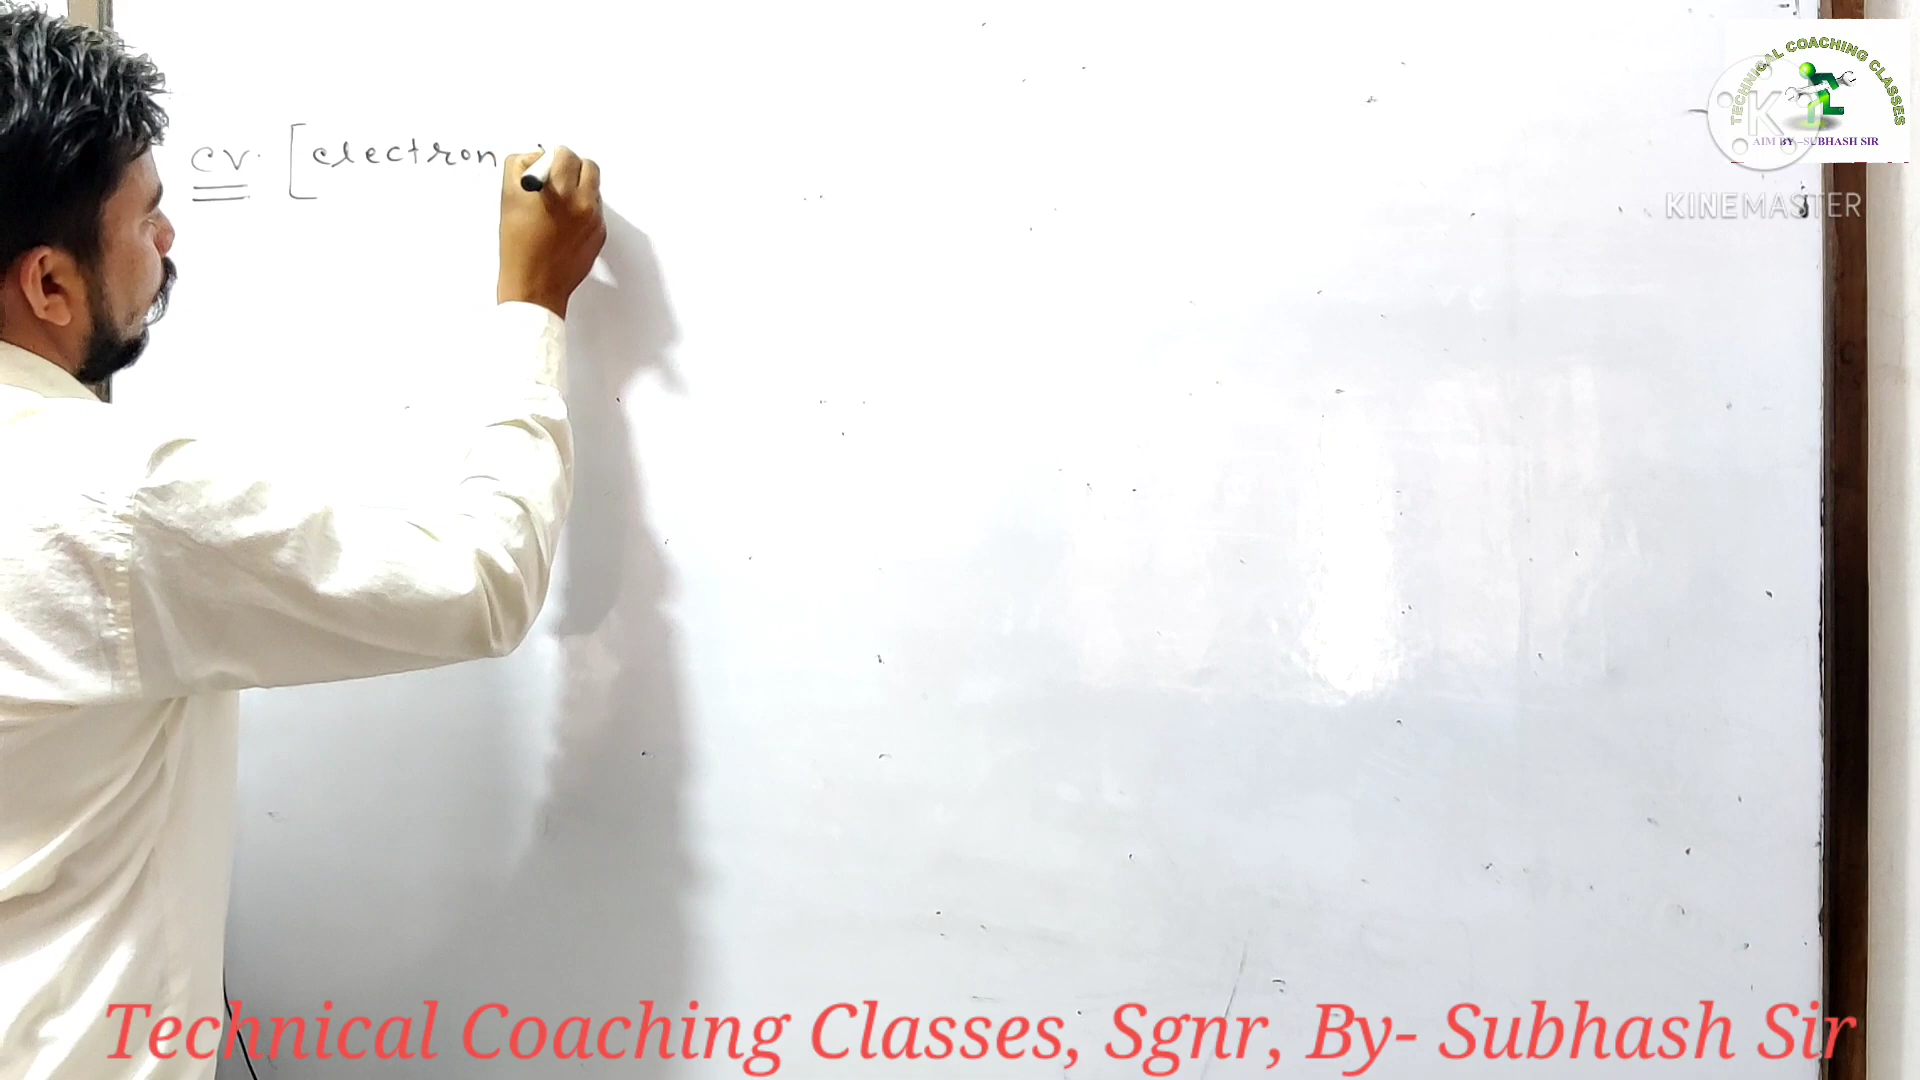 ev. [electron
TECHNICAL COACHING CLASSES
K
AIM BY -SUBHASH SIR
KINEMASTER
Technical Coaching Classes, Sgnr, By- Subhash Sir